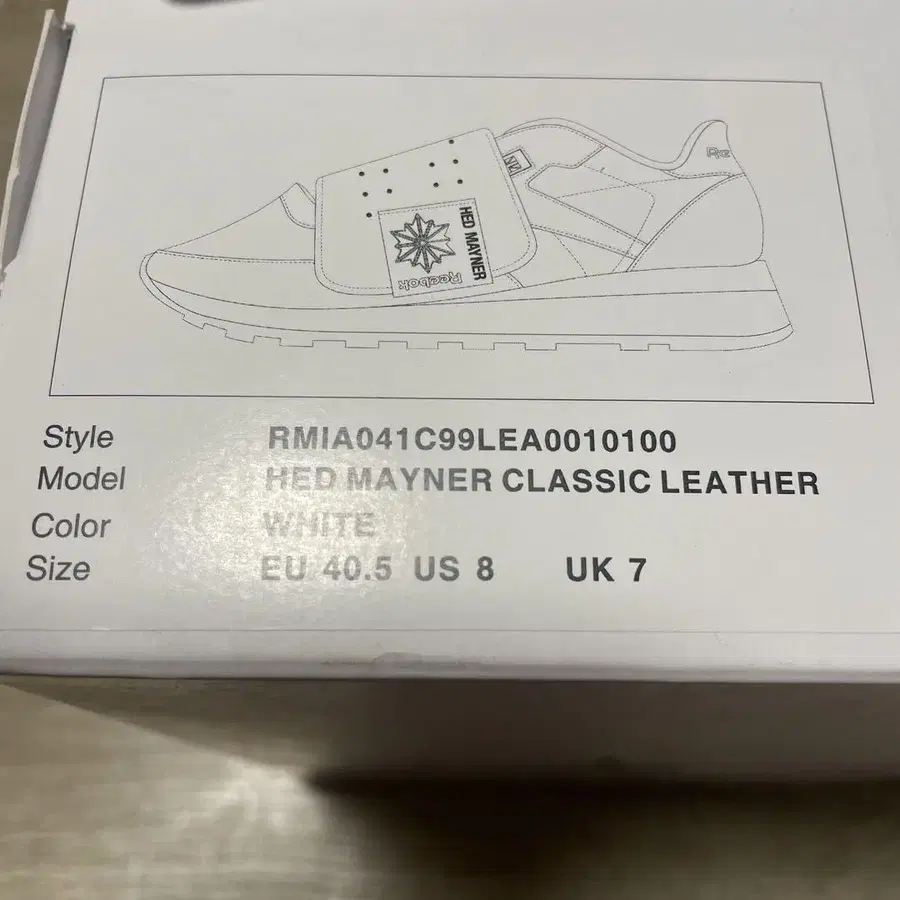 Re
HED MAYNER
Reebok
Style RMIA041C99LEA0010100
Model HED MAYNER CLASSIC LEATHER
Color WHITE
Size EU 40.5 US 8 UK 7